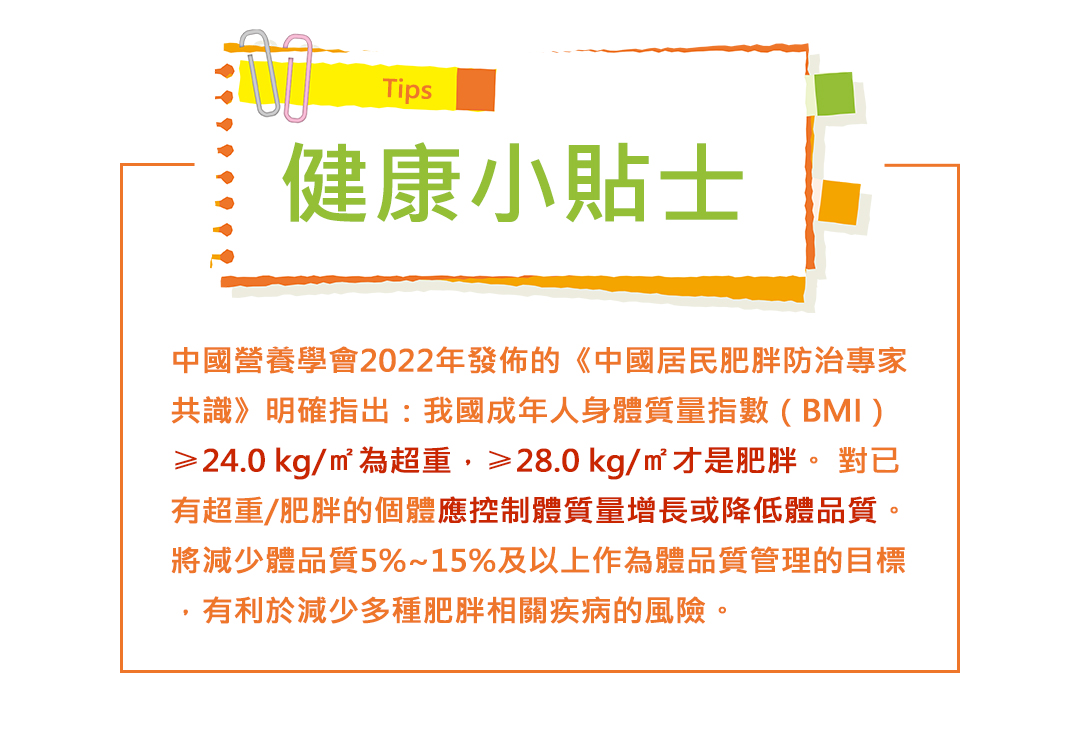 Tips
健康小貼士
中國營養學會2022年發佈的《中國居民肥胖防治專家
共識》明確指出：我國成年人身體質量指數（BMI）
≥24.0 kg/㎡為超重，≥28.0 kg/㎡才是肥胖。對已
有超重/肥胖的個體應控制體質量增長或降低體品質。
將減少體品質5%~15%及以上作為體品質管理的目標
，有利於減少多種肥胖相關疾病的風險。